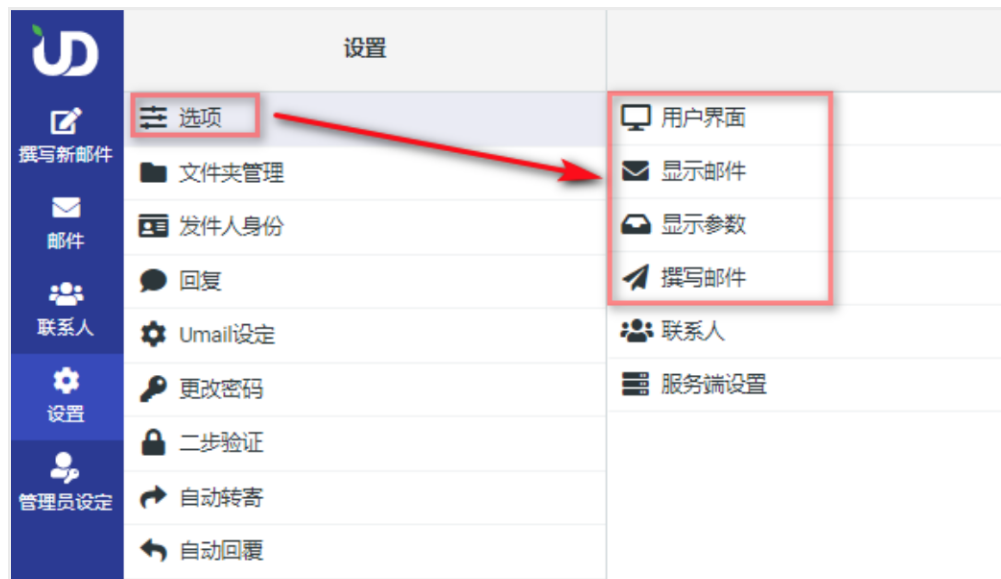 UD
撰写新邮件
邮件
联系人
设置
管理员设定
设置
选项
文件夹管理
发件人身份
回复
Umail设定
更改密码
二步验证
自动转寄
自动回覆
用户界面
显示邮件
显示参数
撰写邮件
联系人
服务端设置